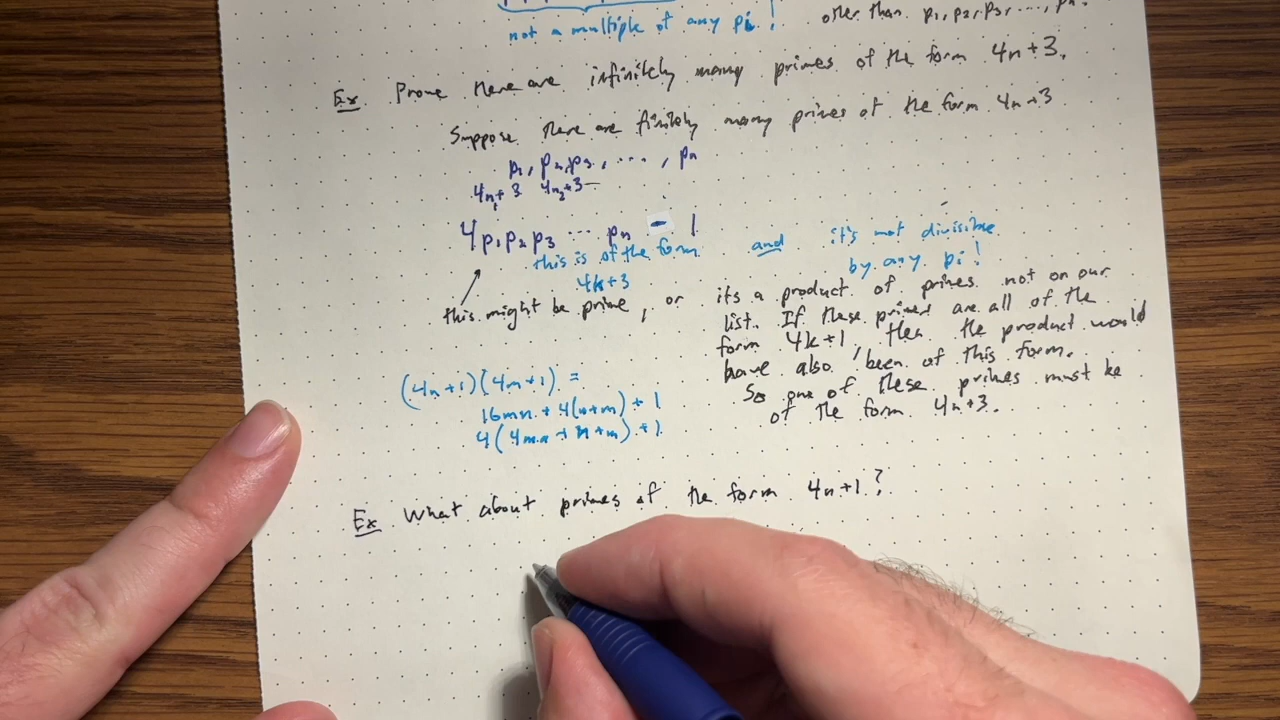 not a multiple of any pi!
other than p1, p2, p3, ...., pn.
Ex Prove there are infinitely many primes of the form 4n+3.
Suppose there are finitely many primes of the form 4n+3
p1, p2, p3, ...., pn
4n1+3 4n2+3
4p1p2p3 ... pn - 1
this is of the form
4k+3
and
it's not divisible
by any pi!
this might be prime, or
its a product of primes not on our
list. If these primes are all of the
form 4k+1, then the product would
have also been of this form.
So one of these primes must be
of the form 4n+3.
(4n+1)(4m+1) =
16mn + 4(n+m) + 1
4(4mn + n + m) + 1
Ex What about primes of the form 4n+1?